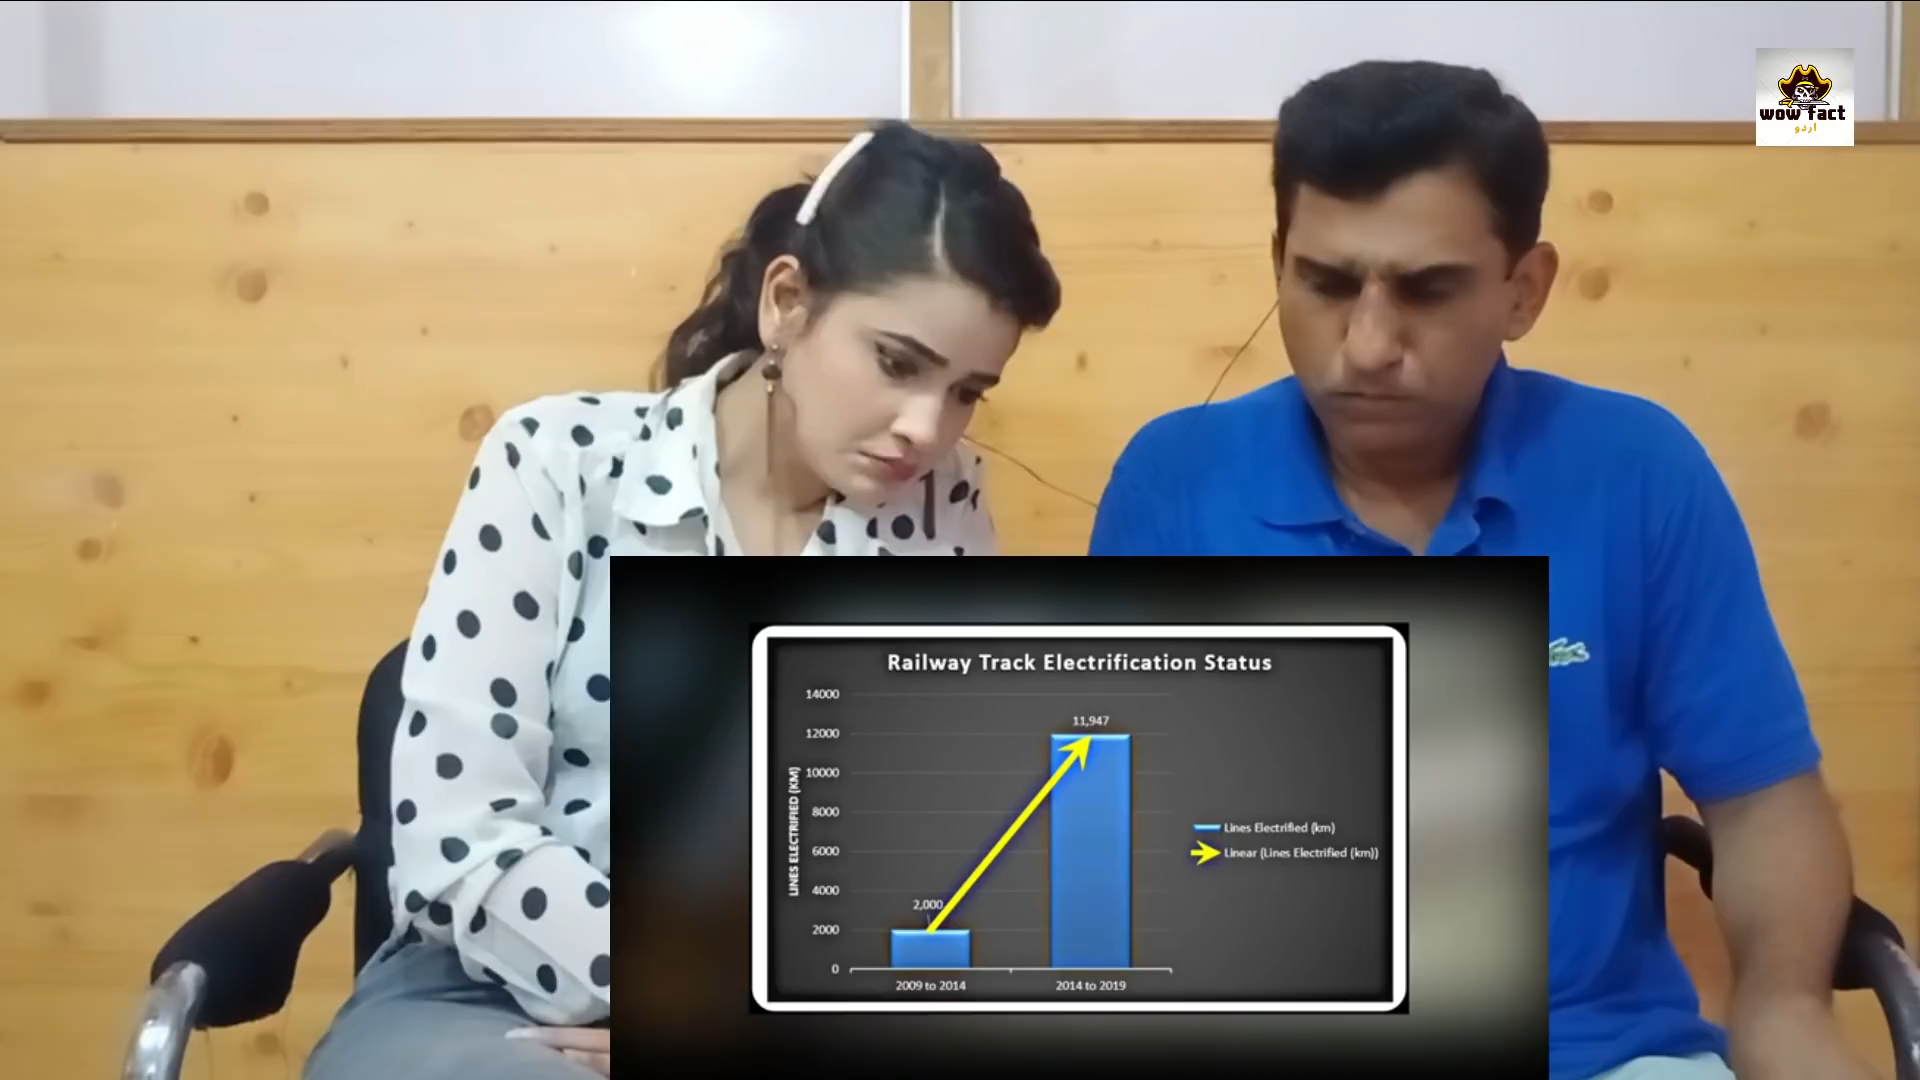 wow fact
اردو
Railway Track Electrification Status
LINES ELECTRIFIED (KM)
14000
12000
10000
8000
6000
4000
2000
0
11,947
2,000
2009 to 2014
2014 to 2019
Lines Electrified (km)
Linear (Lines Electrified (km))